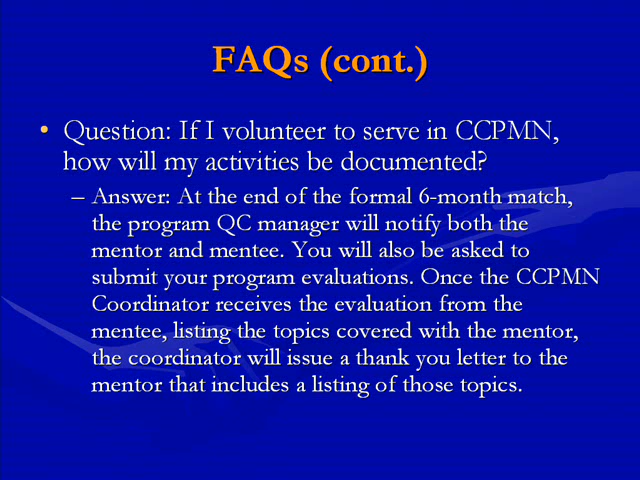 FAQs (cont.)
• Question: If I volunteer to serve in CCPMN,
how will my activities be documented?
– Answer: At the end of the formal 6-month match,
the program QC manager will notify both the
mentor and mentee. You will also be asked to
submit your program evaluations. Once the CCPMN
Coordinator receives the evaluation from the
mentee, listing the topics covered with the mentor,
the coordinator will issue a thank you letter to the
mentor that includes a listing of those topics.